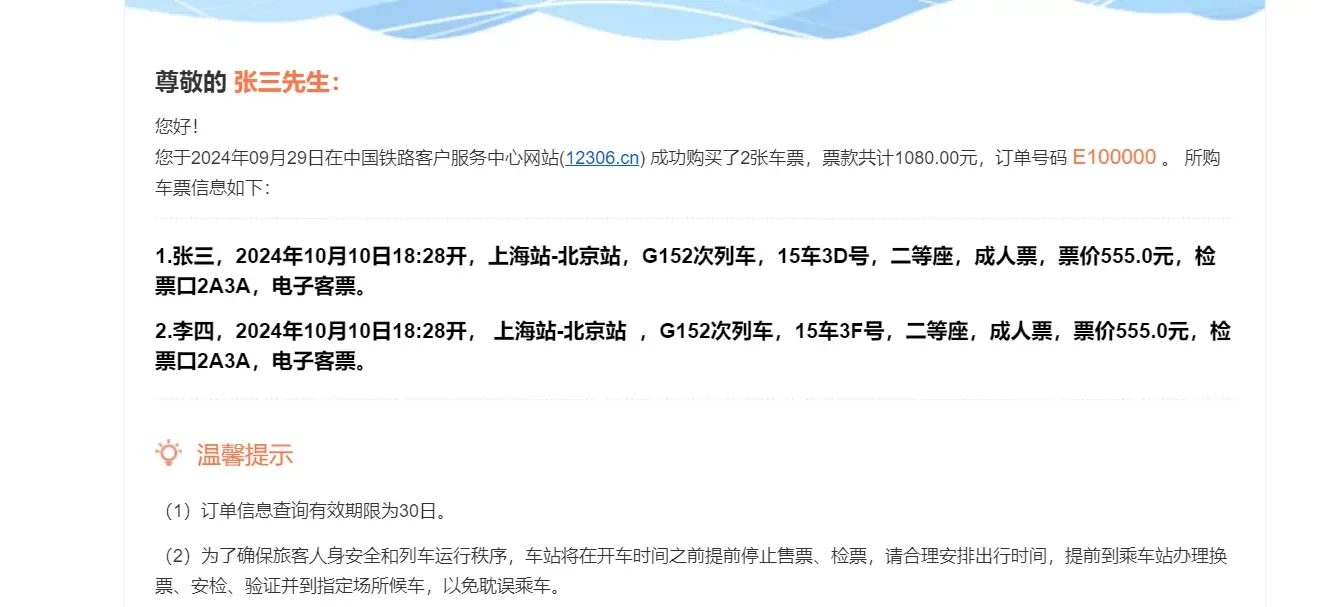 尊敬的 张三先生：
您好！
您于2024年09月29日在中国铁路客户服务中心网站(12306.cn) 成功购买了2张车票，票款共计1080.00元，订单号码 E100000 。 所购
车票信息如下：
1.张三，2024年10月10日18:28开，上海站-北京站，G152次列车，15车3D号，二等座，成人票，票价555.0元，检
票口2A3A，电子客票。
2.李四，2024年10月10日18:28开， 上海站-北京站 ，G152次列车，15车3F号，二等座，成人票，票价555.0元，检
票口2A3A，电子客票。
温馨提示
（1）订单信息查询有效期限为30日。
（2）为了确保旅客人身安全和列车运行秩序，车站将在开车时间之前提前停止售票、检票，请合理安排出行时间，提前到乘车站办理换
票、安检、验证并到指定场所候车，以免耽误乘车。